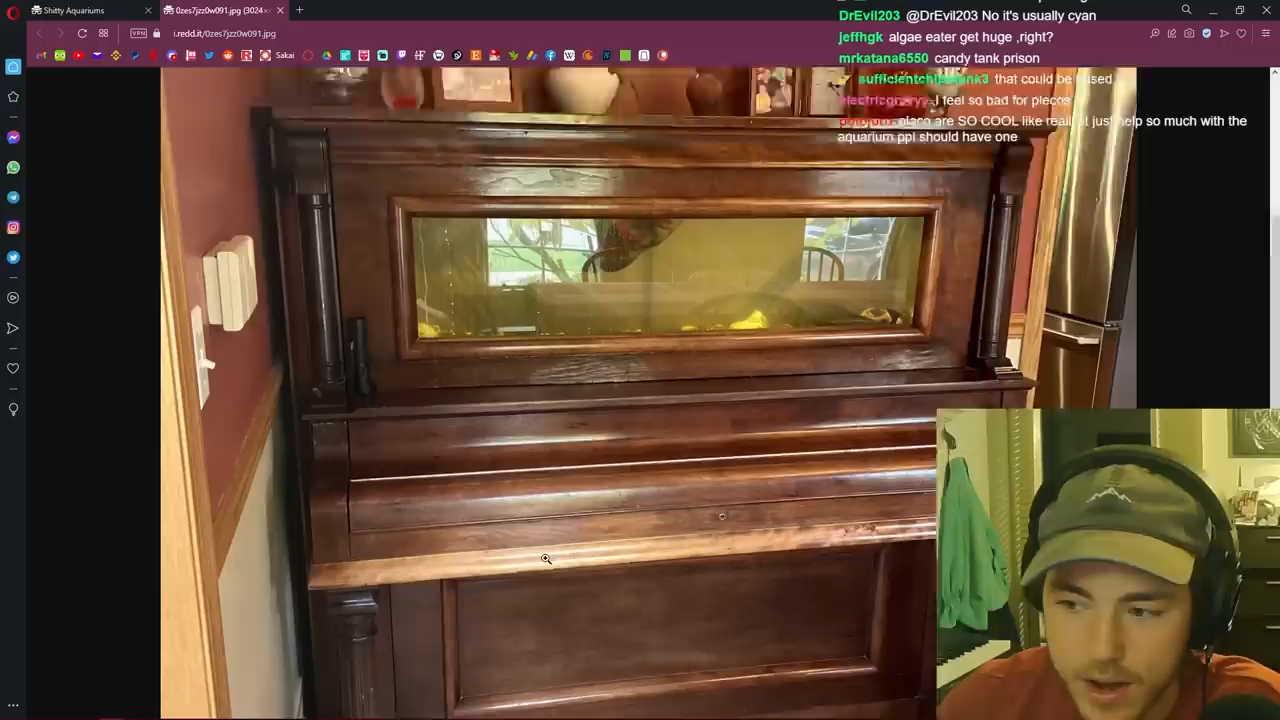 Shitty Aquariums
0zes7jzz0w091.jpg (3024×
VPN
i.redd.it/0zes7jzz0w091.jpg
Sakai
DrEvil203 @DrEvil203 No it's usually cyan
jeffhgk algae eater get huge ,right?
mrkatana6550 candy tank prison
that could be
I feel so bad for plecos
are SO COOL like just help so much with the
aquarium ppl should have one